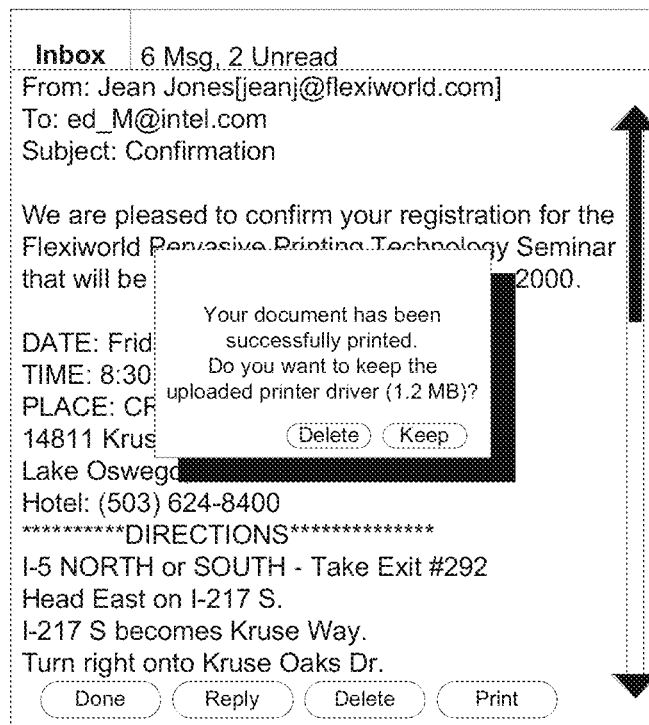 Inbox 6 Msg, 2 Unread
From: Jean Jones[jeanj@flexiworld.com]
To: ed_M@intel.com
Subject: Confirmation
We are pleased to confirm your registration for the
Flexiworld Pervasive Printing Technology Seminar
that will be 2000.
DATE: Frid
TIME: 8:30
PLACE: CR
14811 Krus
Lake Oswego
Hotel: (503) 624-8400
**********DIRECTIONS**************
I-5 NORTH or SOUTH - Take Exit #292
Head East on I-217 S.
I-217 S becomes Kruse Way.
Turn right onto Kruse Oaks Dr.
Your document has been
successfully printed.
Do you want to keep the
uploaded printer driver (1.2 MB)?
Delete Keep
Done Reply Delete Print